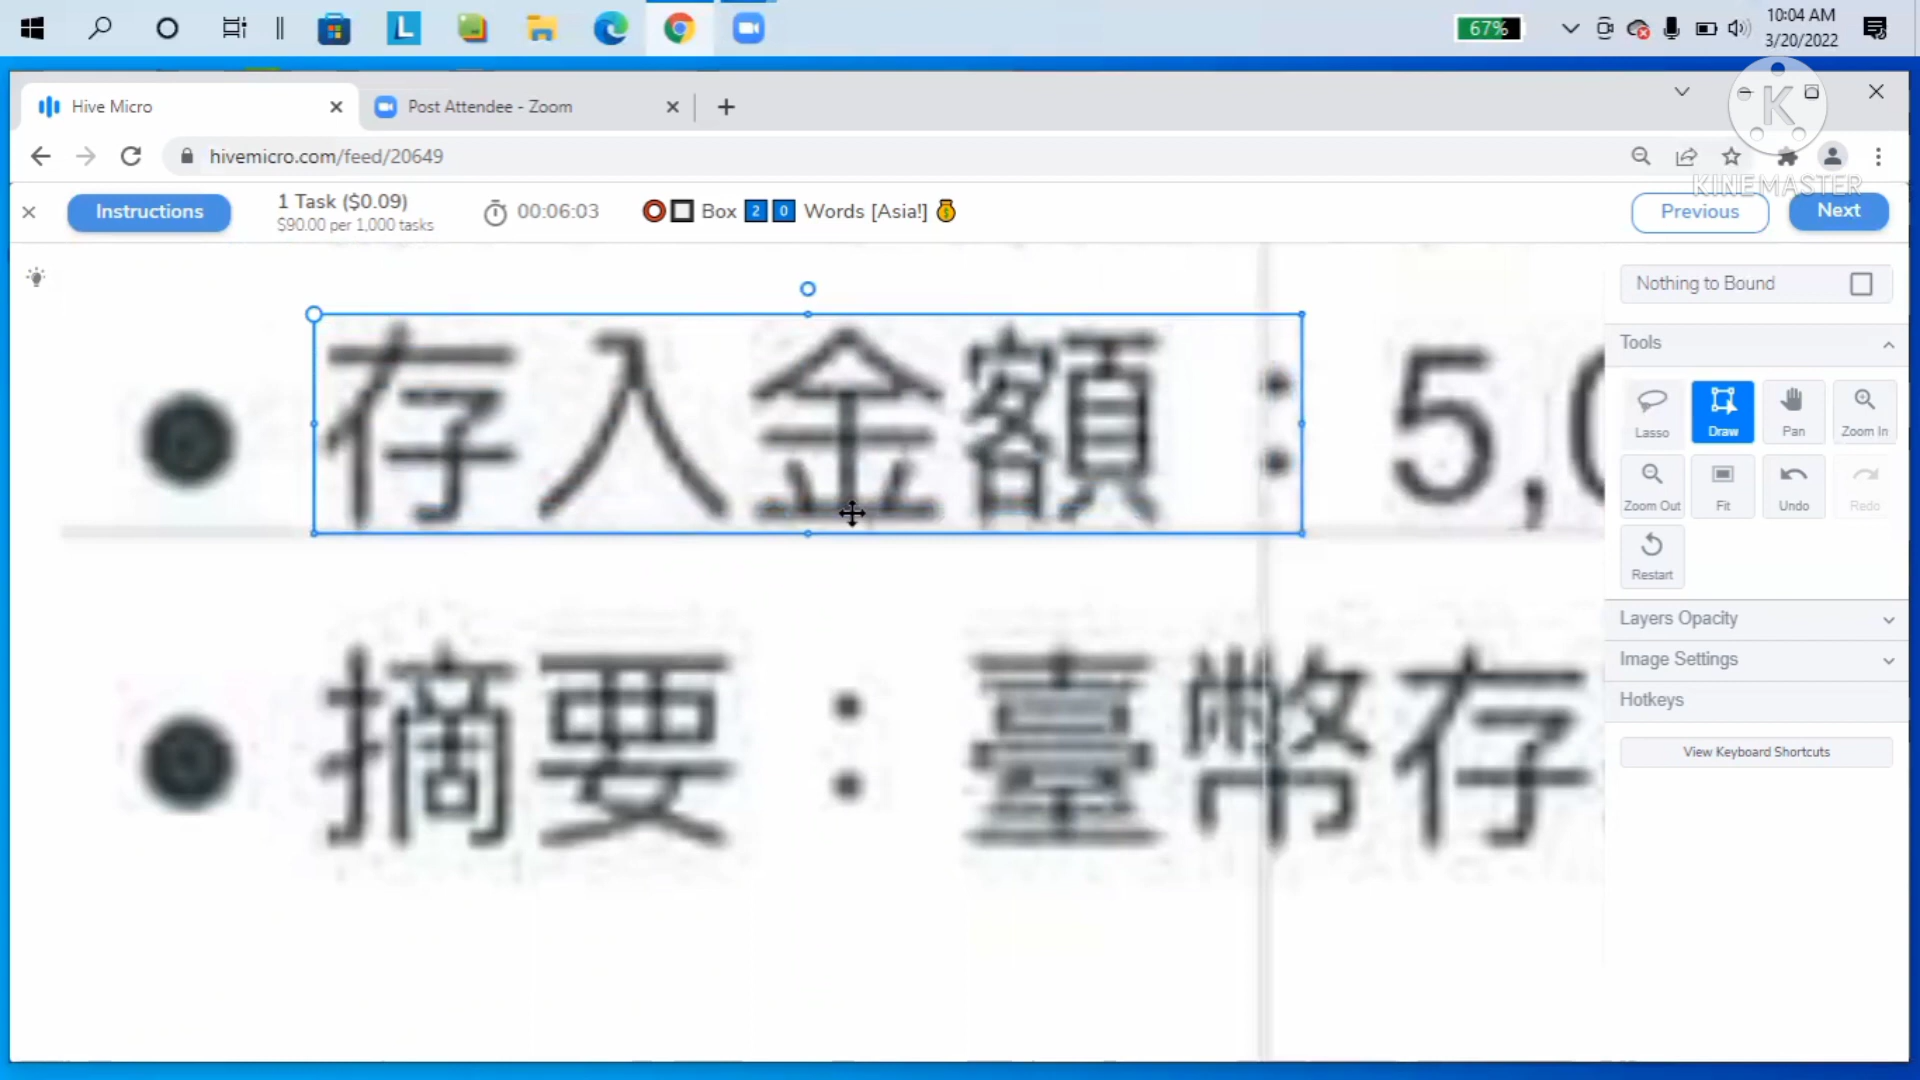 67%
10:04 AM
3/20/2022
Hive Micro
Post Attendee - Zoom
hivemicro.com/feed/20649
KINEMASTER
Instructions
1 Task ($0.09)
$90.00 per 1,000 tasks
00:06:03
Box 2 0 Words [Asia!]
Previous
Next
Nothing to Bound
Tools
Lasso
Draw
Pan
Zoom In
Zoom Out
Fit
Undo
Redo
Restart
Layers Opacity
Image Settings
Hotkeys
View Keyboard Shortcuts
存入金額：5,0
摘要：臺幣存